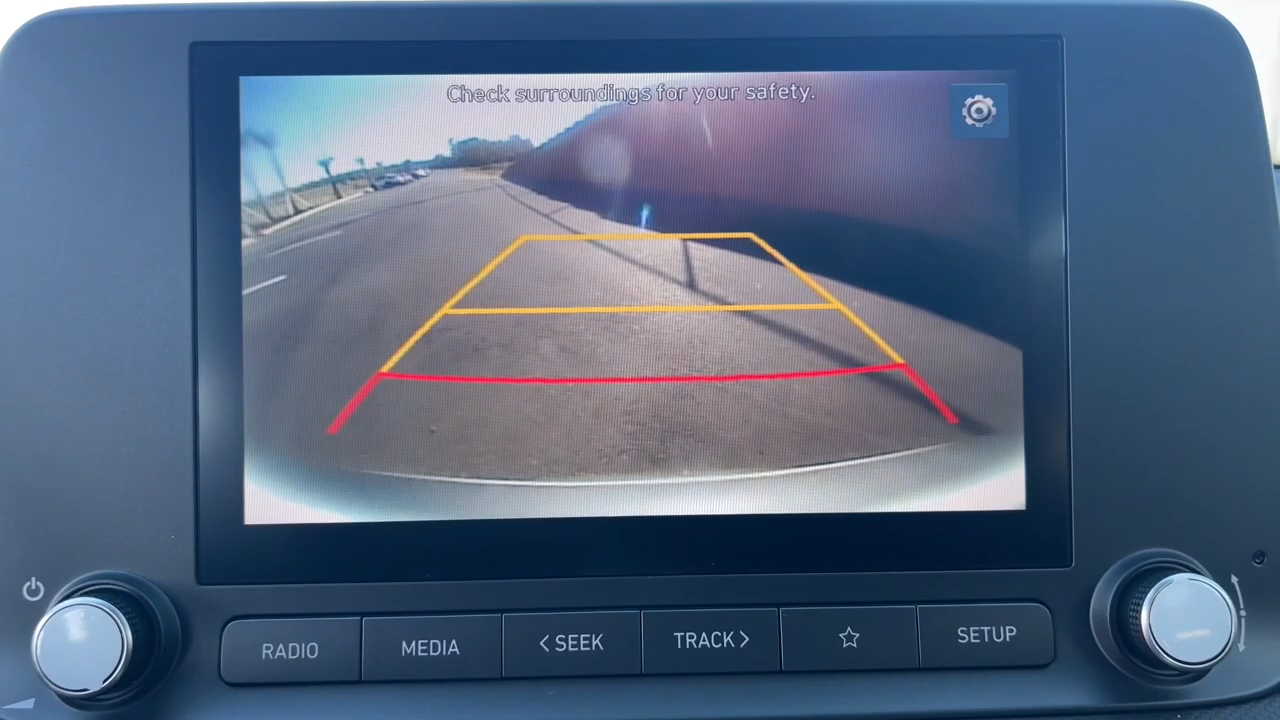 Check surroundings for your safety.
RADIO
MEDIA
<SEEK
TRACK>
SETUP